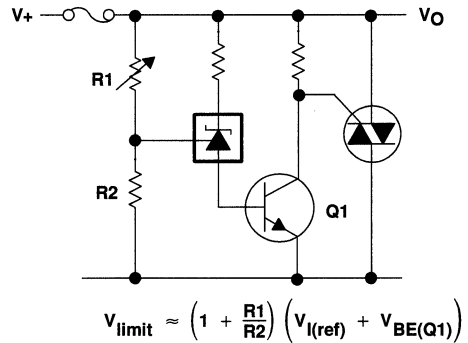 V+
VO
R1
R2
Q1
Vlimit ≈ (1 + R1/R2) (VI(ref) + VBE(Q1))